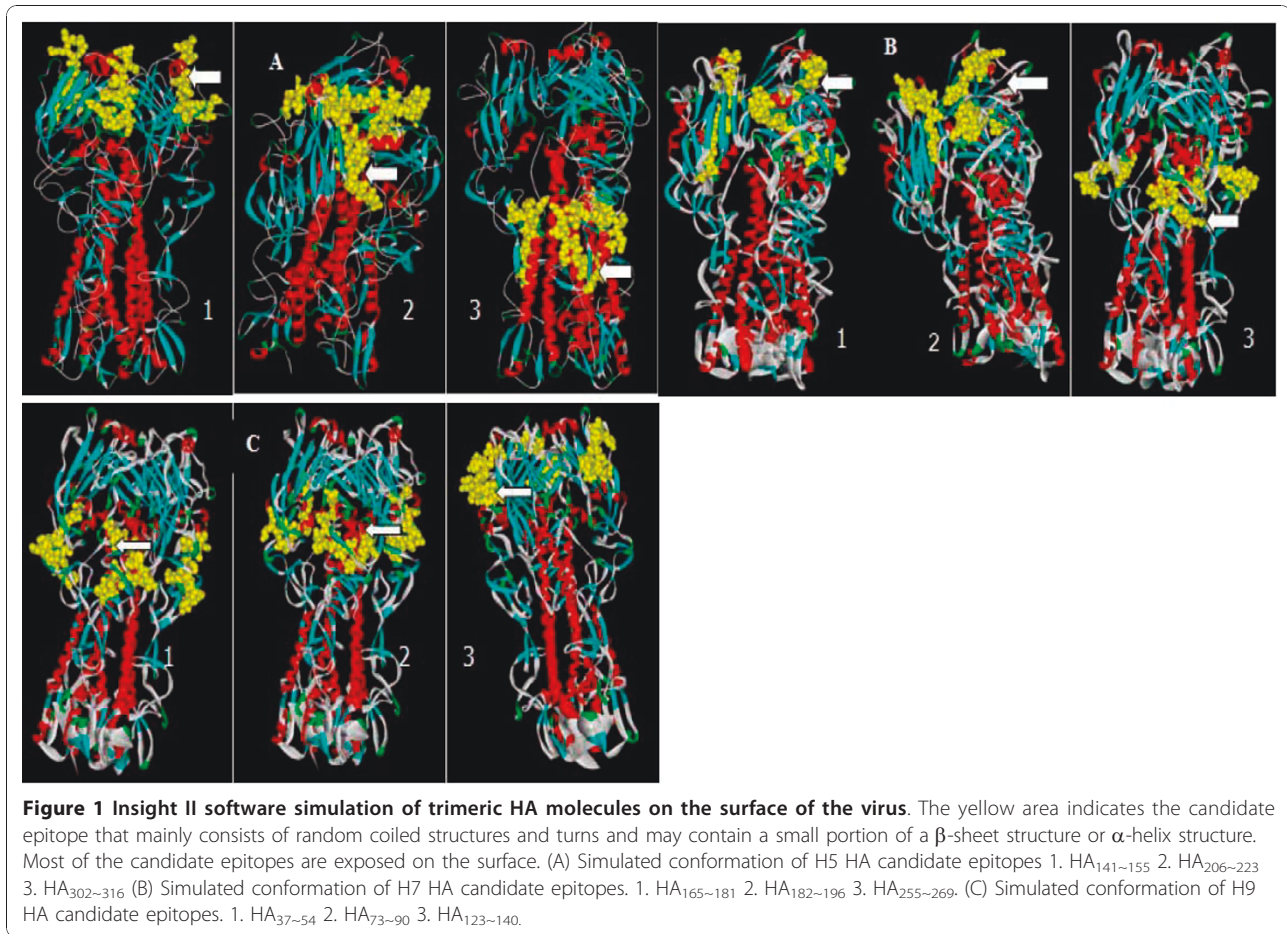 A
B
1
2
3
1
2
3
C
1
2
3
Figure 1 Insight II software simulation of trimeric HA molecules on the surface of the virus. The yellow area indicates the candidate
epitope that mainly consists of random coiled structures and turns and may contain a small portion of a β-sheet structure or α-helix structure.
Most of the candidate epitopes are exposed on the surface. (A) Simulated conformation of H5 HA candidate epitopes 1. HA141~155 2. HA206~223
3. HA302~316 (B) Simulated conformation of H7 HA candidate epitopes. 1. HA165~181 2. HA182~196 3. HA255~269. (C) Simulated conformation of H9
HA candidate epitopes. 1. HA37~54 2. HA73~90 3. HA123~140.